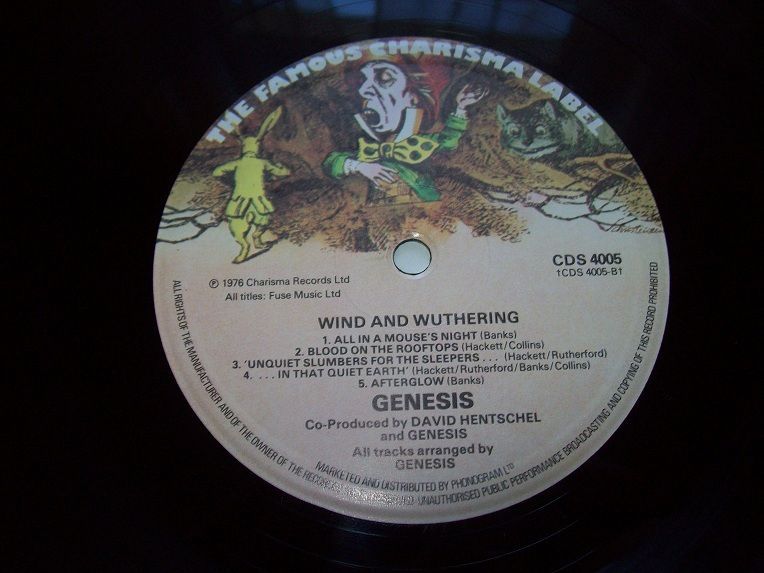 THE FAMOUS CHARISMA LABEL
CDS 4005
†CDS 4005-B†
℗ 1976 Charisma Records Ltd
All titles: Fuse Music Ltd
WIND AND WUTHERING
1. ALL IN A MOUSE'S NIGHT (Banks)
2. BLOOD ON THE ROOFTOPS (Hackett/Collins)
3. 'UNQUIET SLUMBERS FOR THE SLEEPERS . . . (Hackett/Rutherford)
4. . . . IN THAT QUIET EARTH' (Hackett/Rutherford/Banks/Collins)
5. AFTERGLOW (Banks)
GENESIS
Co-Produced by DAVID HENTSCHEL
and GENESIS
All tracks arranged by
GENESIS
MARKETED AND DISTRIBUTED BY PHONOGRAM LTD
ALL RIGHTS OF THE MANUFACTURER AND OF THE OWNER OF THE RECORDED UNAUTHORISED PUBLIC PERFORMANCE BROADCASTING AND COPYING OF THIS RECORD PROHIBITED